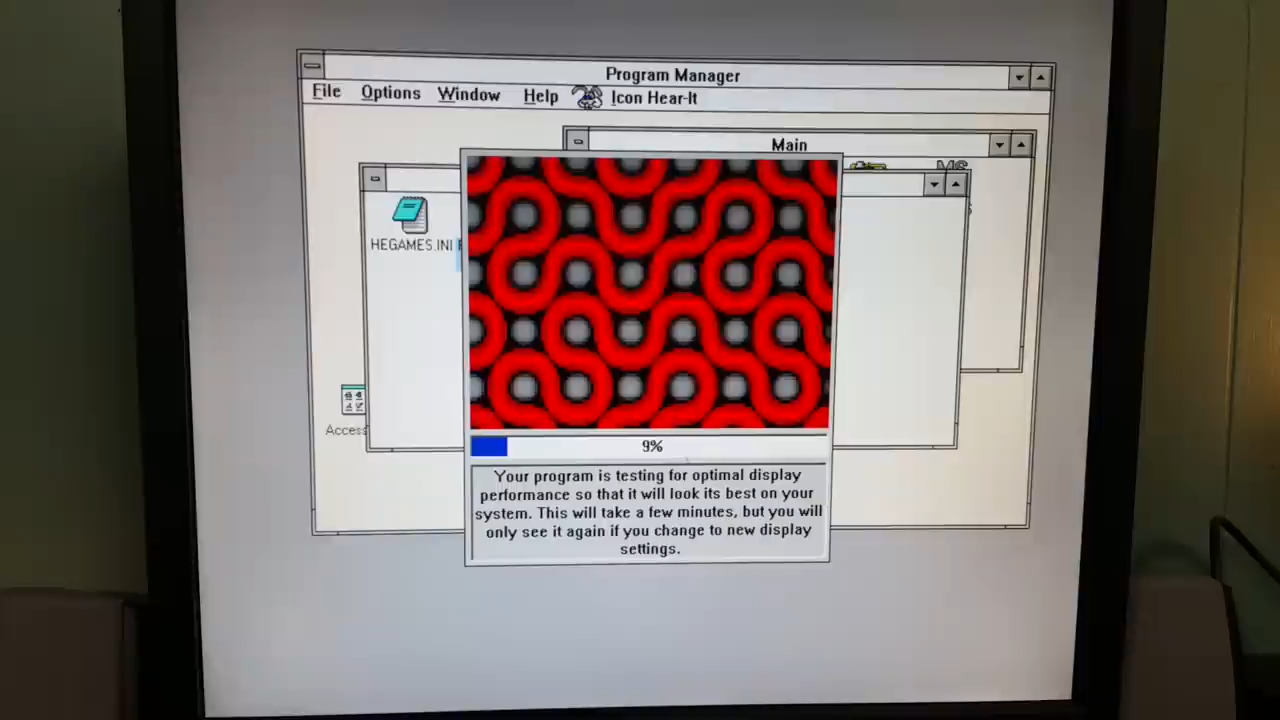 Program Manager
File Options Window Help Icon Hear-It
Main
MS
HEGAMES.INI
Access
9%
Your program is testing for optimal display
performance so that it will look its best on your
system. This will take a few minutes, but you will
only see it again if you change to new display
settings.